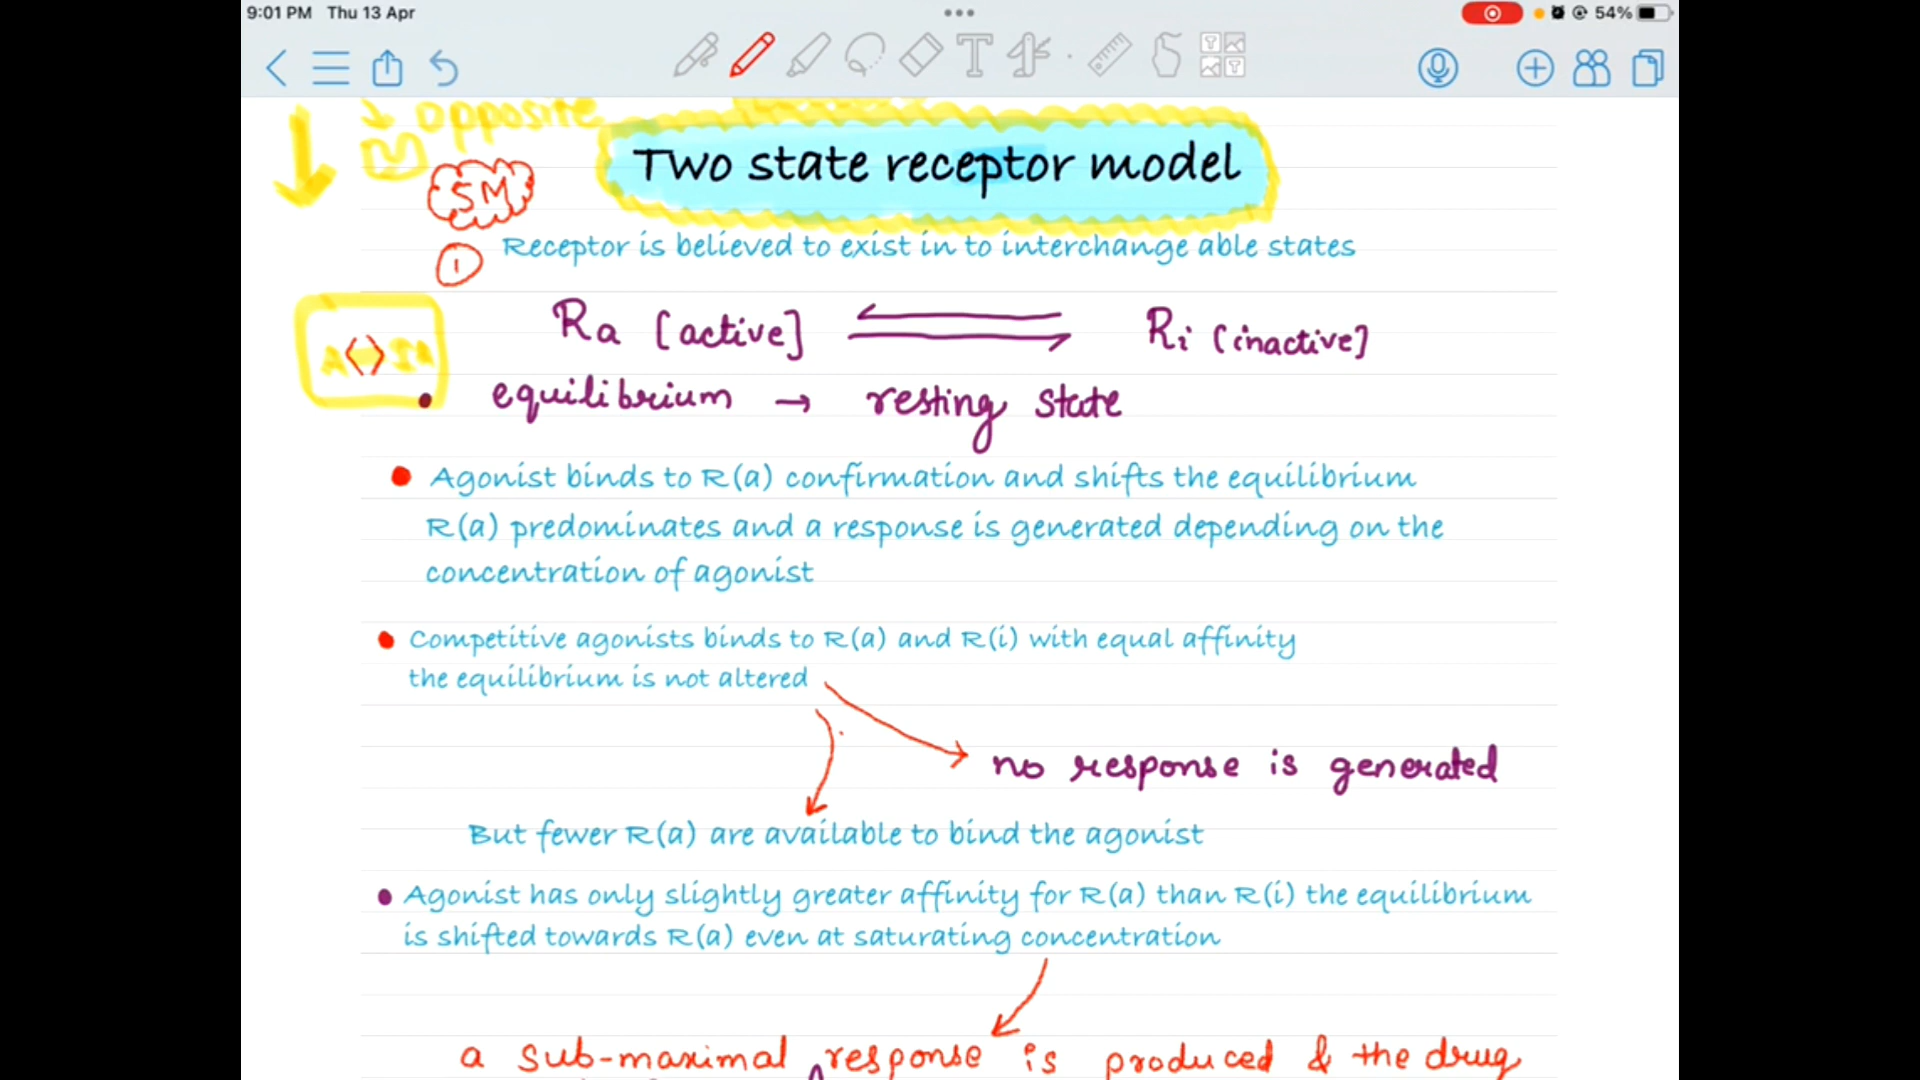 9:01 PM Thu 13 Apr
54%
opposite
Two state receptor model
5M
1
Receptor is believed to exist in to interchange able states
Ra [active] Ri [inactive]
A <> IA
equilibrium → resting state
Agonist binds to R(a) confirmation and shifts the equilibrium
R(a) predominates and a response is generated depending on the
concentration of agonist
Competitive agonists binds to R(a) and R(i) with equal affinity
the equilibrium is not altered
no response is generated
But fewer R(a) are available to bind the agonist
Agonist has only slightly greater affinity for R(a) than R(i) the equilibrium
is shifted towards R(a) even at saturating concentration
a sub-maximal response is produced & the drug